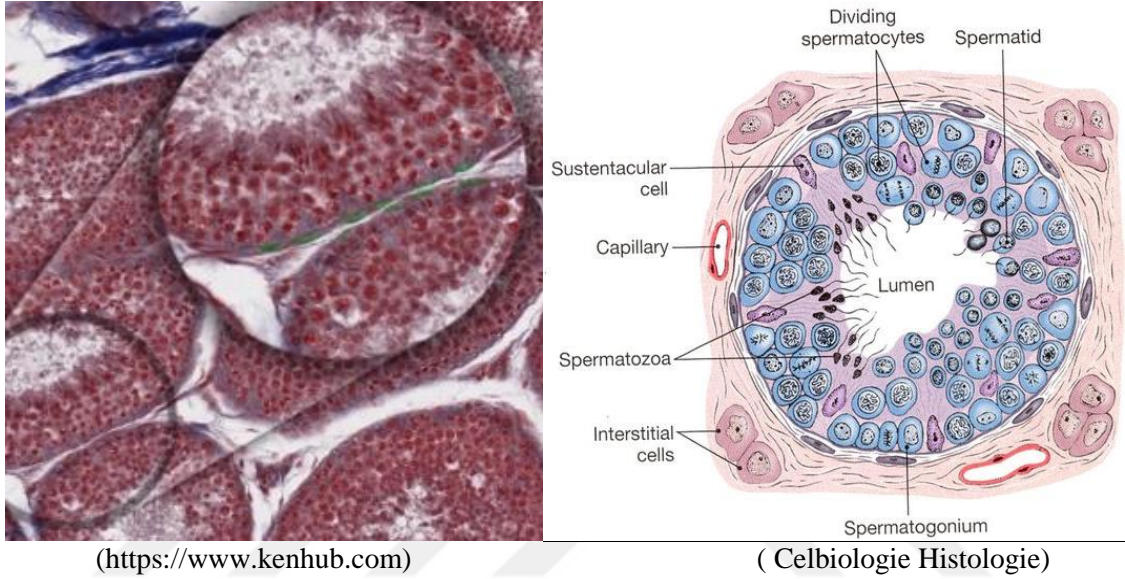 Dividing
spermatocytes
Spermatid
Sustentacular
cell
Capillary
Lumen
Spermatozoa
Interstitial
cells
Spermatogonium
(https://www.kenhub.com)
( Celbiologie Histologie)